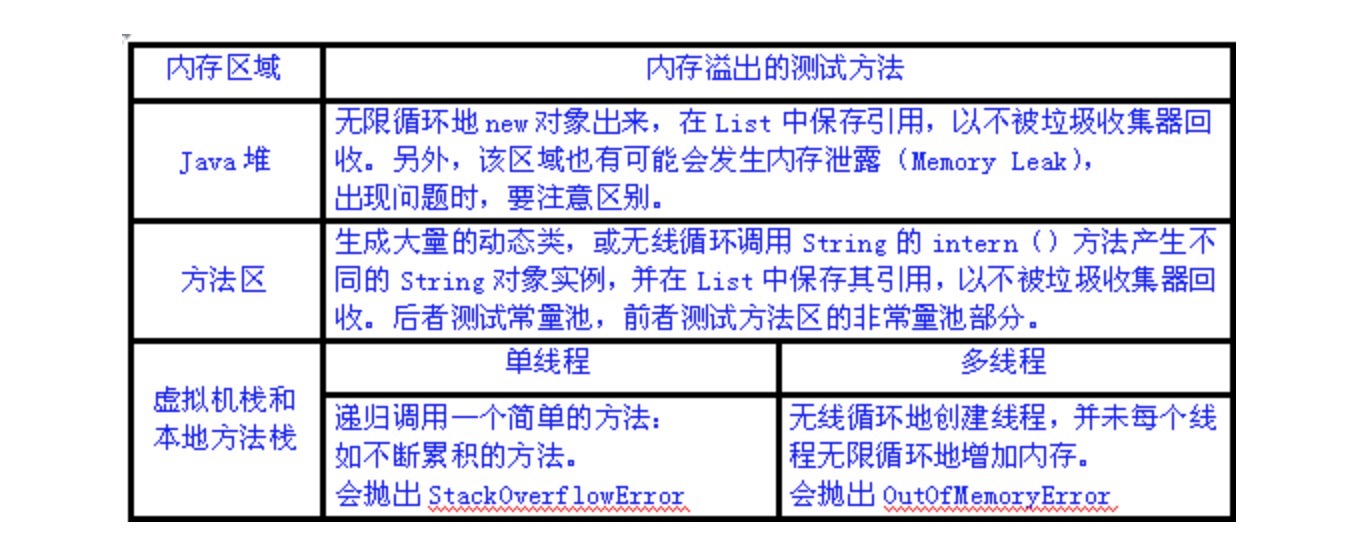 内存区域
内存溢出的测试方法
Java 堆
无限循环地 new 对象出来，在 List 中保存引用，以不被垃圾收集器回
收。另外，该区域也有可能会发生内存泄露（Memory Leak），
出现问题时，要注意区别。
方法区
生成大量的动态类，或无线循环调用 String 的 intern（）方法产生不
同的 String 对象实例，并在 List 中保存其引用，以不被垃圾收集器回
收。后者测试常量池，前者测试方法区的非常量池部分。
虚拟机栈和
本地方法栈
单线程
多线程
递归调用一个简单的方法：
如不断累积的方法。
会抛出 StackOverflowError
无线循环地创建线程，并未每个线
程无限循环地增加内存。
会抛出 OutOfMemoryError